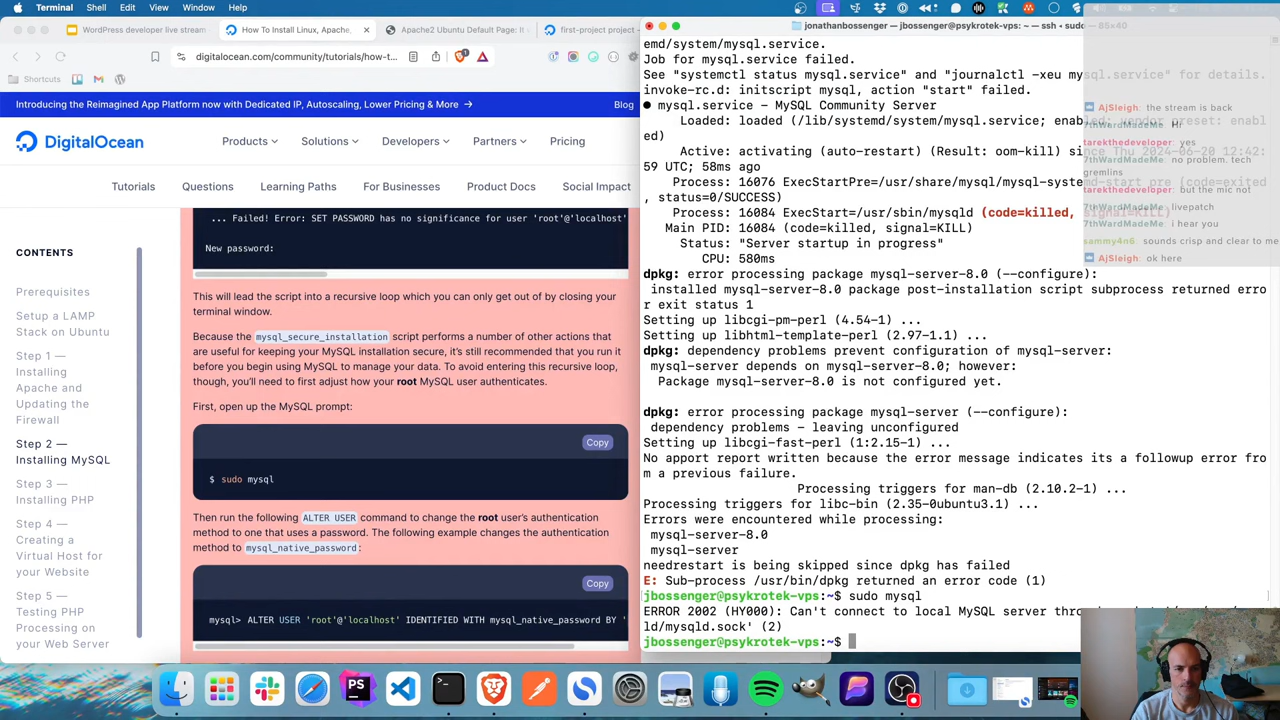 Terminal Shell Edit View Window Help
WordPress developer live stream
How To Install Linux, Apache,
Apache2 Ubuntu Default Page: It
first-project project –
jonathanbossenger — jbossenger@psykrotek-vps: ~ — ssh ◂ sudo — 85×40
digitalocean.com/community/tutorials/how-t...
Shortcuts
Introducing the Reimagined App Platform now with Dedicated IP, Autoscaling, Lower Pricing & More →
Blog
DigitalOcean
Products
Solutions
Developers
Partners
Pricing
Tutorials
Questions
Learning Paths
For Businesses
Product Docs
Social Impact
CONTENTS
Prerequisites
Setup a LAMP
Stack on Ubuntu
Step 1 —
Installing
Apache and
Updating the
Firewall
Step 2 —
Installing MySQL
Step 3 —
Installing PHP
Step 4 —
Creating a
Virtual Host for
your Website
Step 5 —
Testing PHP
Processing on
your Web Server
... Failed! Error: SET PASSWORD has no significance for user 'root'@'localhost'
New password:
This will lead the script into a recursive loop which you can only get out of by closing your
terminal window.
Because the mysql_secure_installation script performs a number of other actions that
are useful for keeping your MySQL installation secure, it's still recommended that you run it
before you begin using MySQL to manage your data. To avoid entering this recursive loop,
though, you'll need to first adjust how your root MySQL user authenticates.
First, open up the MySQL prompt:
Copy
$ sudo mysql
Then run the following ALTER USER command to change the root user's authentication
method to one that uses a password. The following example changes the authentication
method to mysql_native_password:
Copy
mysql> ALTER USER 'root'@'localhost' IDENTIFIED WITH mysql_native_password BY '
emd/system/mysql.service.
Job for mysql.service failed.
See "systemctl status mysql.service" and "journalctl -xeu mysql.service" for details.
invoke-rc.d: initscript mysql, action "start" failed.
● mysql.service - MySQL Community Server
Loaded: loaded (/lib/systemd/system/mysql.service; enabled; vendor preset: enabl
ed)
Active: activating (auto-restart) (Result: oom-kill) since Thu 2024-06-20 12:42:
59 UTC; 58ms ago
Process: 16076 ExecStartPre=/usr/share/mysql/mysql-systemd-start pre (code=exited
, status=0/SUCCESS)
Process: 16084 ExecStart=/usr/sbin/mysqld (code=killed, signal=KILL)
Main PID: 16084 (code=killed, signal=KILL)
Status: "Server startup in progress"
CPU: 580ms
dpkg: error processing package mysql-server-8.0 (--configure):
installed mysql-server-8.0 package post-installation script subprocess returned erro
r exit status 1
Setting up libcgi-pm-perl (4.54-1) ...
Setting up libhtml-template-perl (2.97-1.1) ...
dpkg: dependency problems prevent configuration of mysql-server:
mysql-server depends on mysql-server-8.0; however:
Package mysql-server-8.0 is not configured yet.
dpkg: error processing package mysql-server (--configure):
dependency problems - leaving unconfigured
Setting up libcgi-fast-perl (1:2.15-1) ...
No apport report written because the error message indicates its a followup error fro
m a previous failure.
Processing triggers for man-db (2.10.2-1) ...
Processing triggers for libc-bin (2.35-0ubuntu3.1) ...
Errors were encountered while processing:
mysql-server-8.0
mysql-server
needrestart is being skipped since dpkg has failed
E: Sub-process /usr/bin/dpkg returned an error code (1)
jbossenger@psykrotek-vps:~$ sudo mysql
ERROR 2002 (HY000): Can't connect to local MySQL server
ld/mysqld.sock' (2)
jbossenger@psykrotek-vps:~$
AjSleigh: the stream is back
7thWardMadeMe: Hi
tarekthedeveloper: yes
7thWardMadeMe: no problem. tech
gremlins
tarekthedeveloper: but the mic not
7thWardMadeMe: livepatch
7thWardMadeMe: i hear you
sammy4n6: sounds crisp and clear to me
AjSleigh: ok here